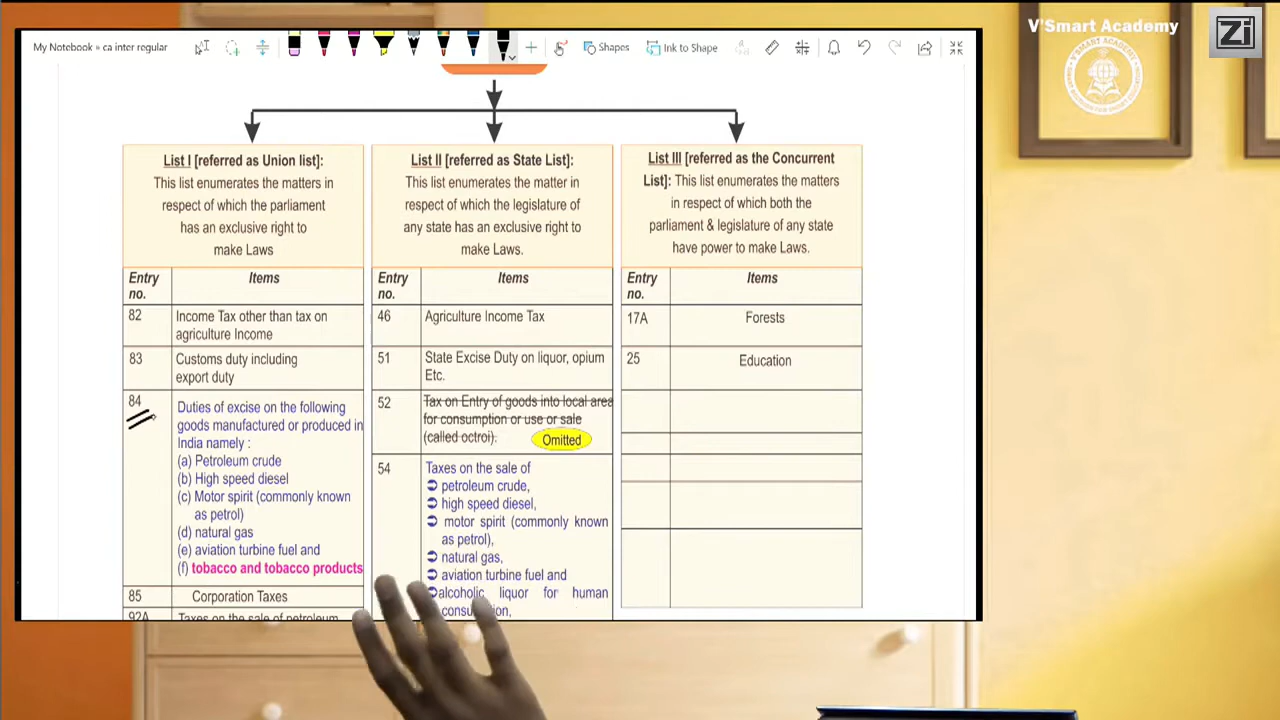 V'Smart Academy
Zi
My Notebook » ca inter regular
Shapes
Ink to Shape
List I [referred as Union list]:
This list enumerates the matters in
respect of which the parliament
has an exclusive right to
make Laws
Entry no.
Items
82
Income Tax other than tax on
agriculture Income
83
Customs duty including
export duty
84
Duties of excise on the following
goods manufactured or produced in
India namely :
(a) Petroleum crude
(b) High speed diesel
(c) Motor spirit (commonly known
as petrol)
(d) natural gas
(e) aviation turbine fuel and
(f) tobacco and tobacco products
85
Corporation Taxes
92A
Taxes on the sale of petroleum
List II [referred as State List]:
This list enumerates the matter in
respect of which the legislature of
any state has an exclusive right to
make Laws.
Entry no.
Items
46
Agriculture Income Tax
51
State Excise Duty on liquor, opium
Etc.
52
Tax on Entry of goods into local area
for consumption or use or sale
(called octroi).
Omitted
54
Taxes on the sale of
petroleum crude,
high speed diesel,
motor spirit (commonly known
as petrol),
natural gas,
aviation turbine fuel and
alcoholic liquor for human
List III [referred as the Concurrent
List]: This list enumerates the matters
in respect of which both the
parliament & legislature of any state
have power to make Laws.
Entry no.
Items
17A
Forests
25
Education